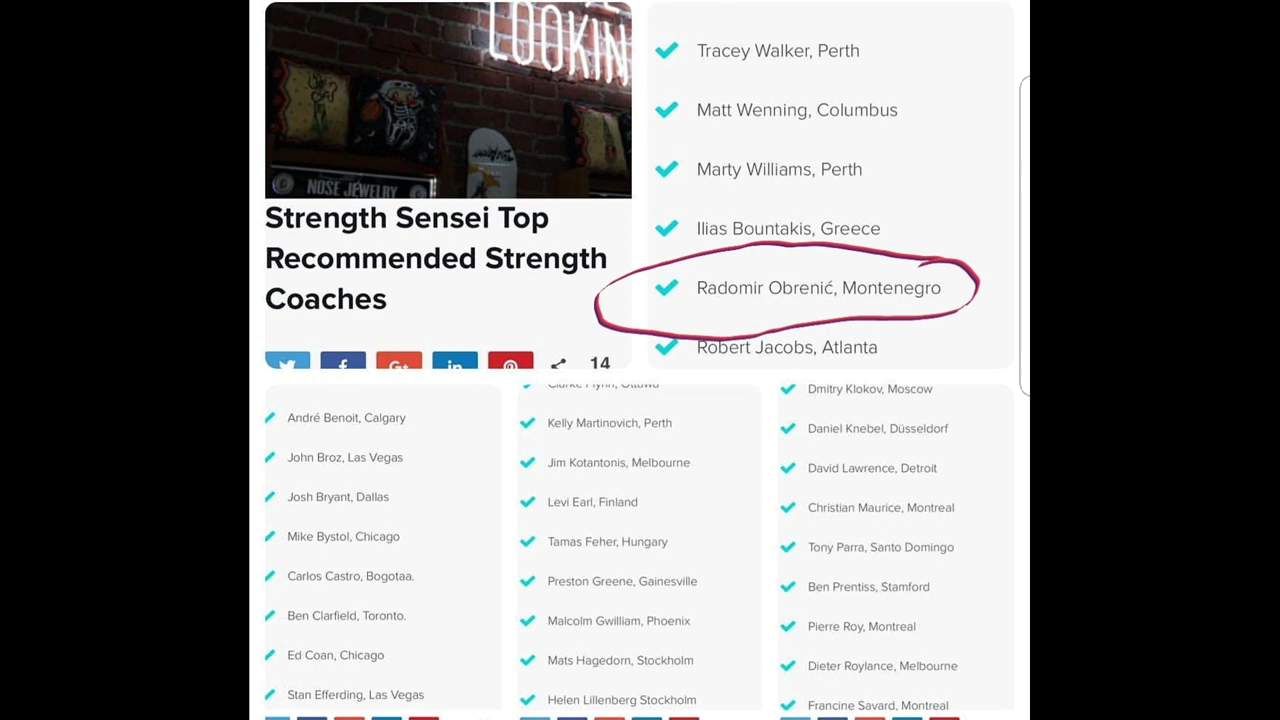 LOOKIN
NOSE JEWELRY
Strength Sensei Top
Recommended Strength
Coaches
14
Tracey Walker, Perth
Matt Wenning, Columbus
Marty Williams, Perth
Ilias Bountakis, Greece
Radomir Obrenić, Montenegro
Robert Jacobs, Atlanta
André Benoit, Calgary
John Broz, Las Vegas
Josh Bryant, Dallas
Mike Bystol, Chicago
Carlos Castro, Bogotaa.
Ben Clarfield, Toronto.
Ed Coan, Chicago
Stan Efferding, Las Vegas
Kelly Martinovich, Perth
Jim Kotantonis, Melbourne
Levi Earl, Finland
Tamas Feher, Hungary
Preston Greene, Gainesville
Malcolm Gwilliam, Phoenix
Mats Hagedorn, Stockholm
Helen Lillenberg Stockholm
Dmitry Klokov, Moscow
Daniel Knebel, Düsseldorf
David Lawrence, Detroit
Christian Maurice, Montreal
Tony Parra, Santo Domingo
Ben Prentiss, Stamford
Pierre Roy, Montreal
Dieter Roylance, Melbourne
Francine Savard, Montreal